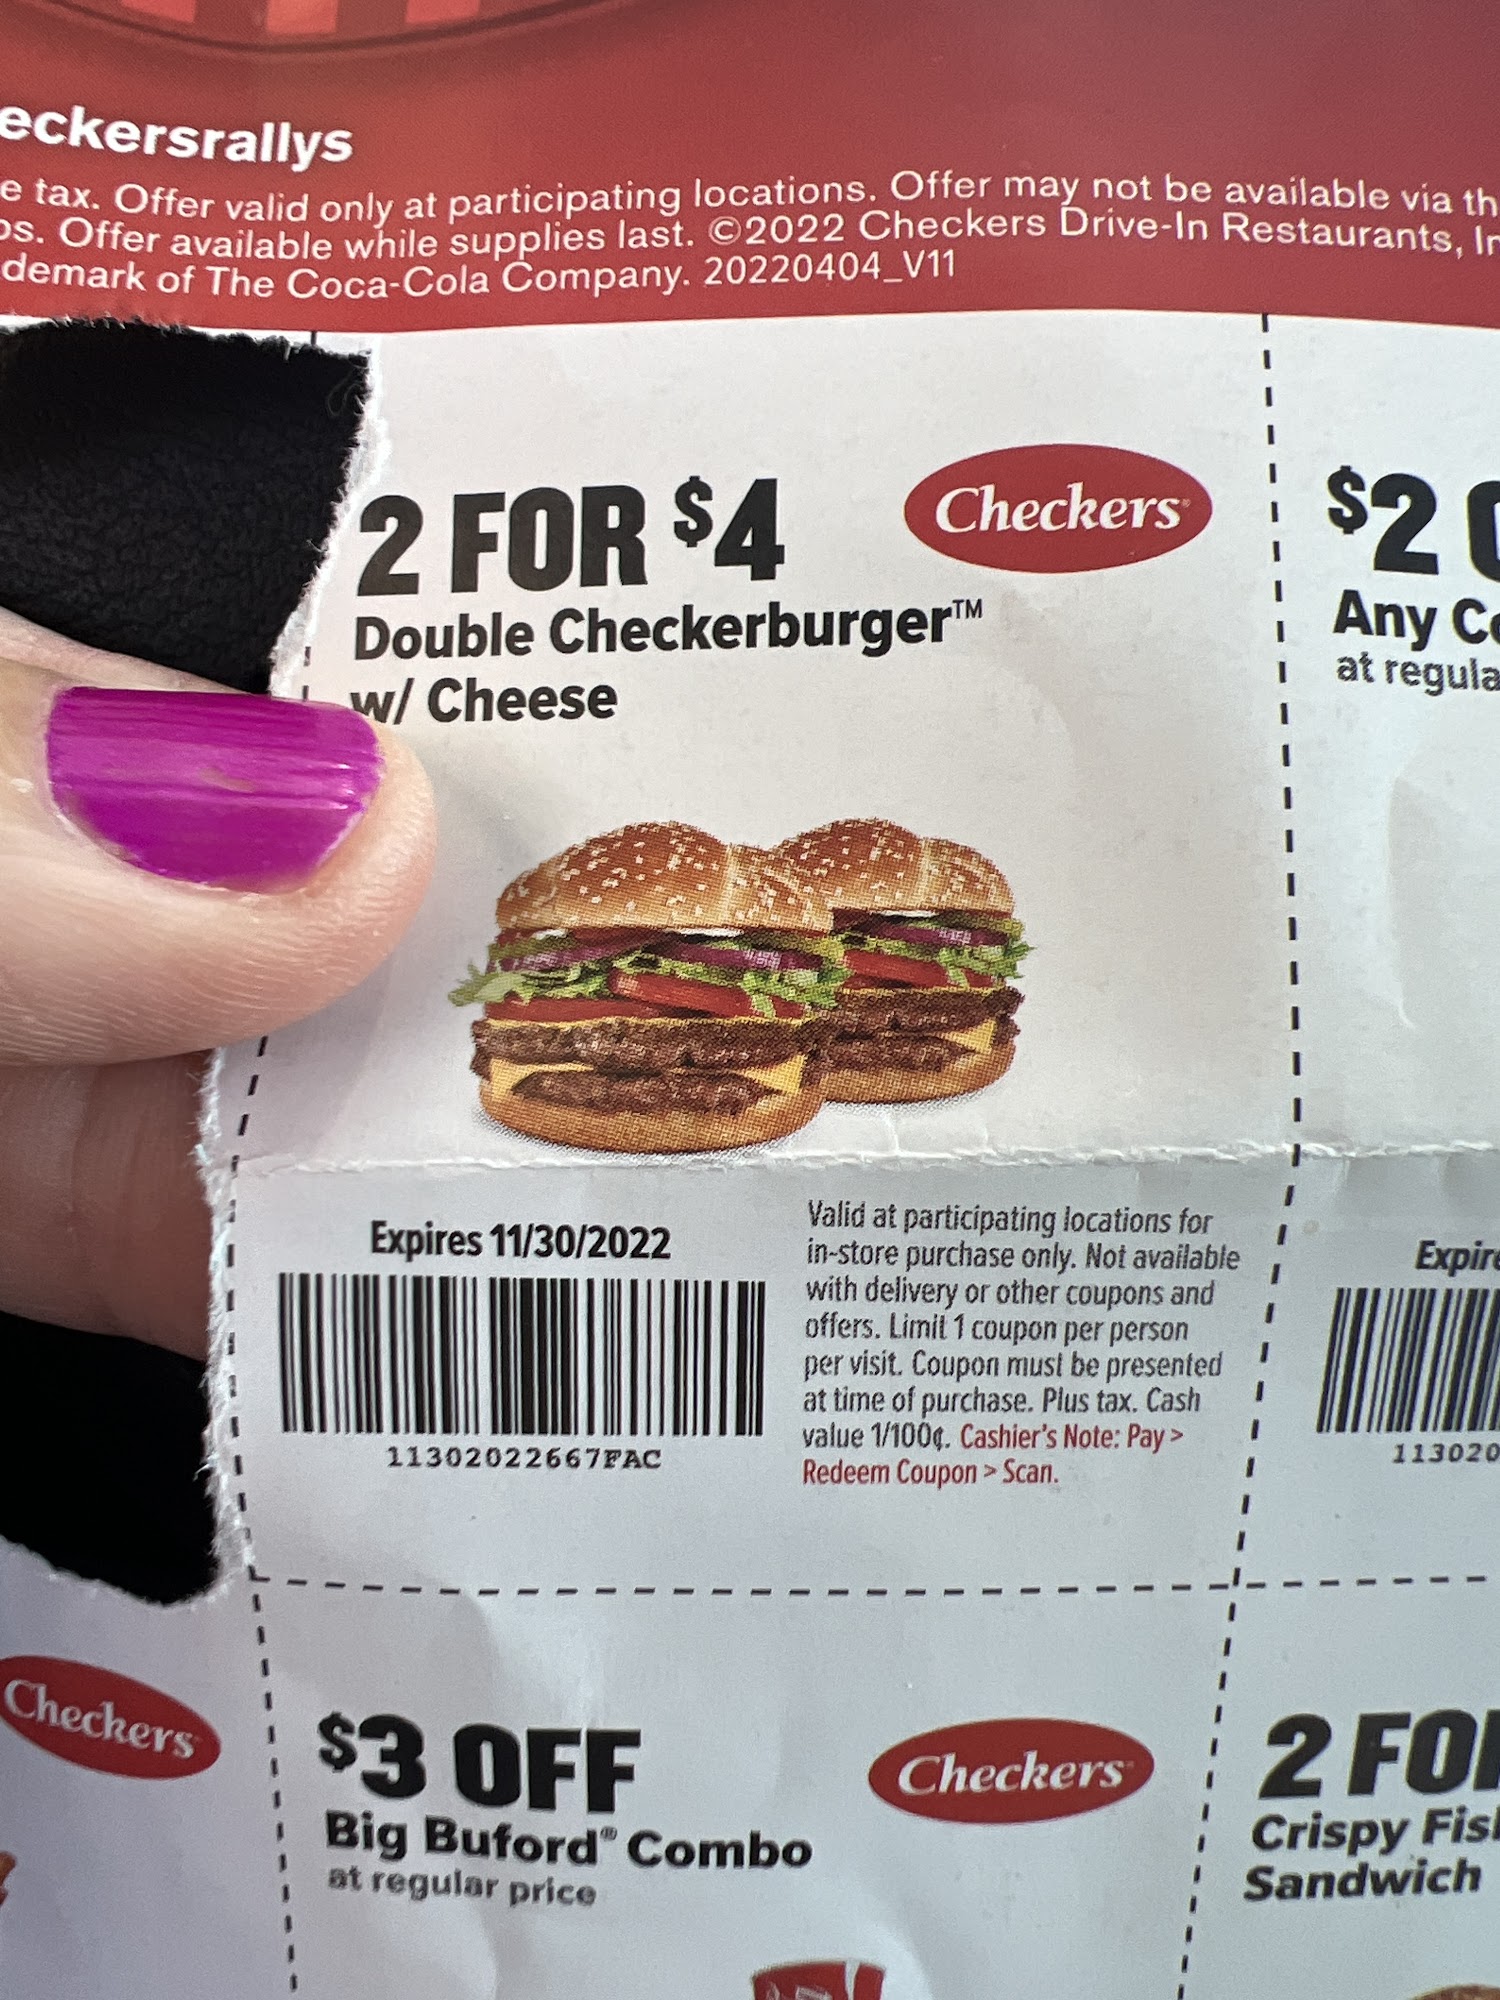 eckersrallys
e tax. Offer valid only at participating locations. Offer may not be available via th
os. Offer available while supplies last. ©2022 Checkers Drive-In Restaurants, In
demark of The Coca-Cola Company. 20220404_V11
2 FOR $4
Double Checkerburger™
w/ Cheese
Checkers®
$2 O
Any Co
at regula
Expires 11/30/2022
11302022667FAC
Valid at participating locations for
in-store purchase only. Not available
with delivery or other coupons and
offers. Limit 1 coupon per person
per visit. Coupon must be presented
at time of purchase. Plus tax. Cash
value 1/100¢. Cashier's Note: Pay >
Redeem Coupon > Scan.
Expire
113020
Checkers
$3 OFF
Big Buford® Combo
at regular price
Checkers
2 FOR
Crispy Fish
Sandwich